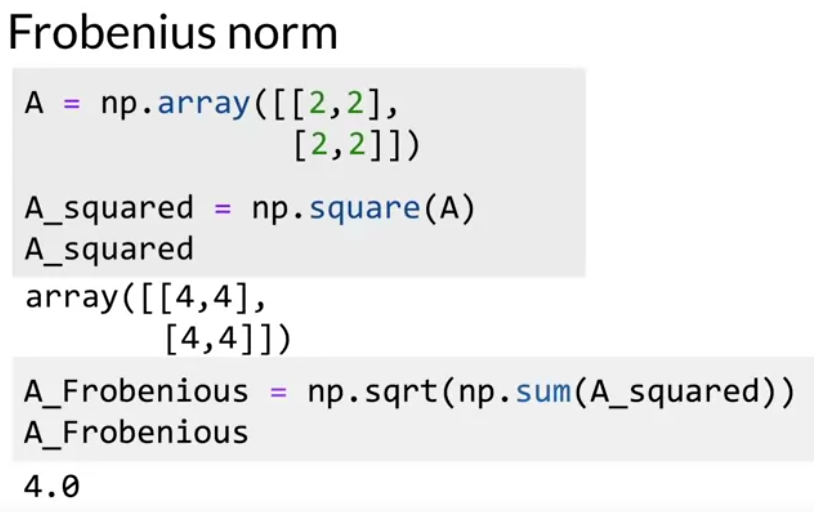 Frobenius norm
A = np.array([[2,2],
[2,2]])
A_squared = np.square(A)
A_squared
array([[4,4],
[4,4]])
A_Frobenious = np.sqrt(np.sum(A_squared))
A_Frobenious
4.0